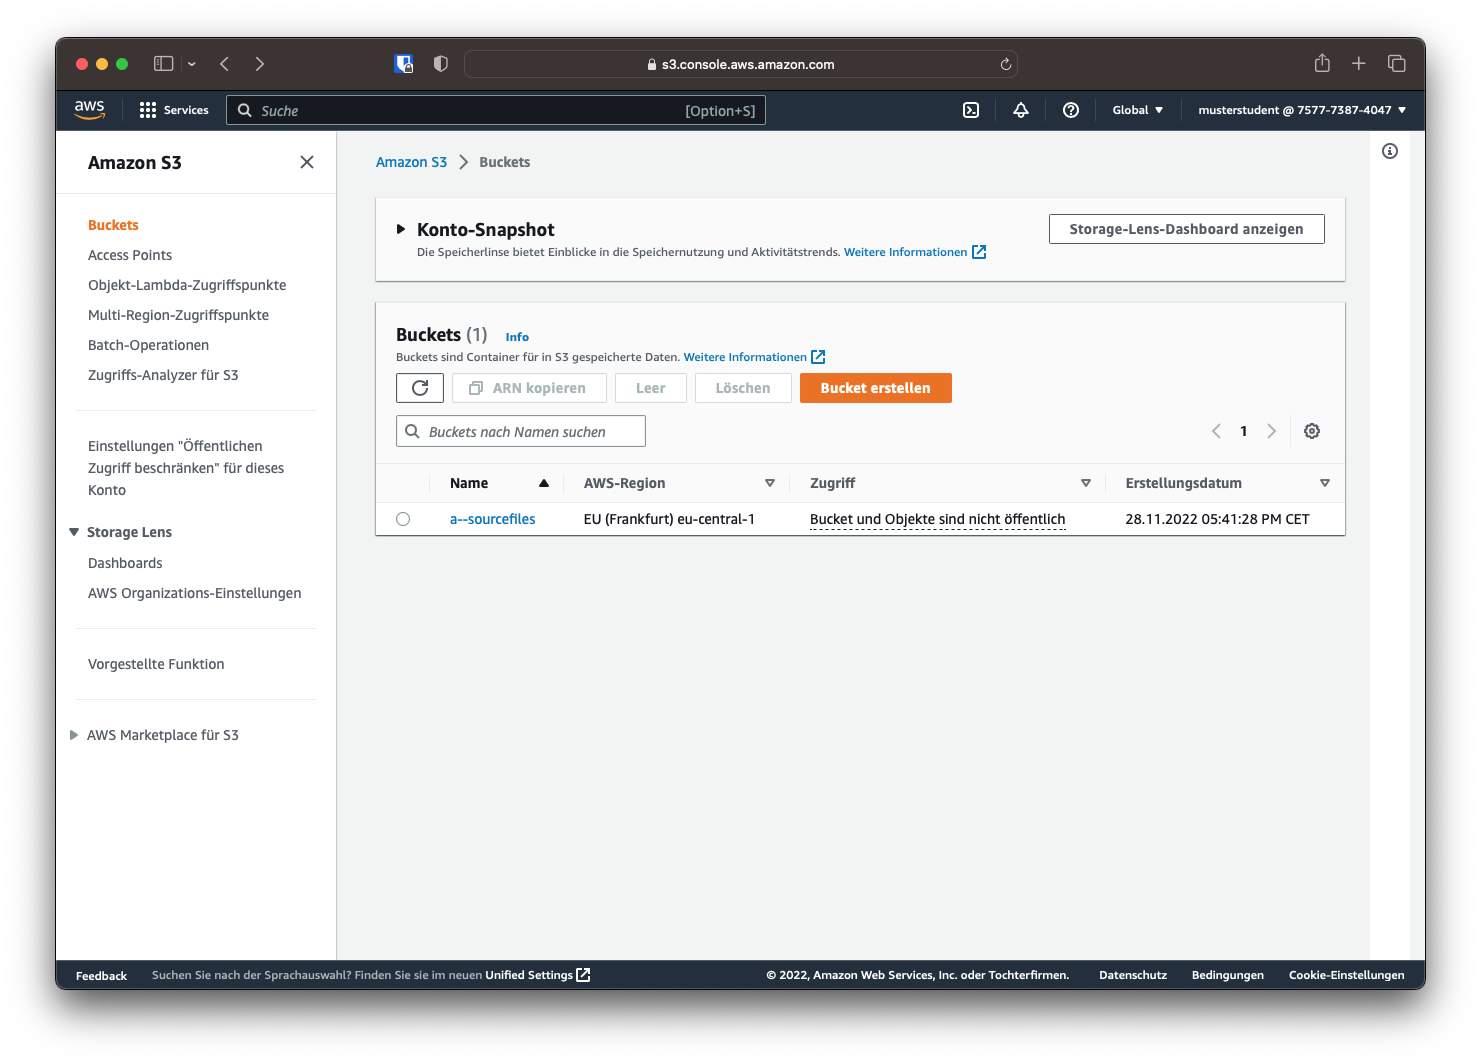 s3.console.aws.amazon.com
aws
Services
Suche
[Option+S]
Global
musterstudent @ 7577-7387-4047
Amazon S3
Buckets
Access Points
Objekt-Lambda-Zugriffspunkte
Multi-Region-Zugriffspunkte
Batch-Operationen
Zugriffs-Analyzer für S3
Einstellungen "Öffentlichen
Zugriff beschränken" für dieses
Konto
Storage Lens
Dashboards
AWS Organizations-Einstellungen
Vorgestellte Funktion
AWS Marketplace für S3
Amazon S3 Buckets
Konto-Snapshot
Die Speicherlinse bietet Einblicke in die Speichernutzung und Aktivitätstrends. Weitere Informationen
Storage-Lens-Dashboard anzeigen
Buckets (1) Info
Buckets sind Container für in S3 gespeicherte Daten. Weitere Informationen
ARN kopieren
Leer
Löschen
Bucket erstellen
Buckets nach Namen suchen
1
Name AWS-Region Zugriff Erstellungsdatum
a--sourcefiles EU (Frankfurt) eu-central-1 Bucket und Objekte sind nicht öffentlich 28.11.2022 05:41:28 PM CET
Feedback
Suchen Sie nach der Sprachauswahl? Finden Sie sie im neuen Unified Settings
© 2022, Amazon Web Services, Inc. oder Tochterfirmen.
Datenschutz
Bedingungen
Cookie-Einstellungen